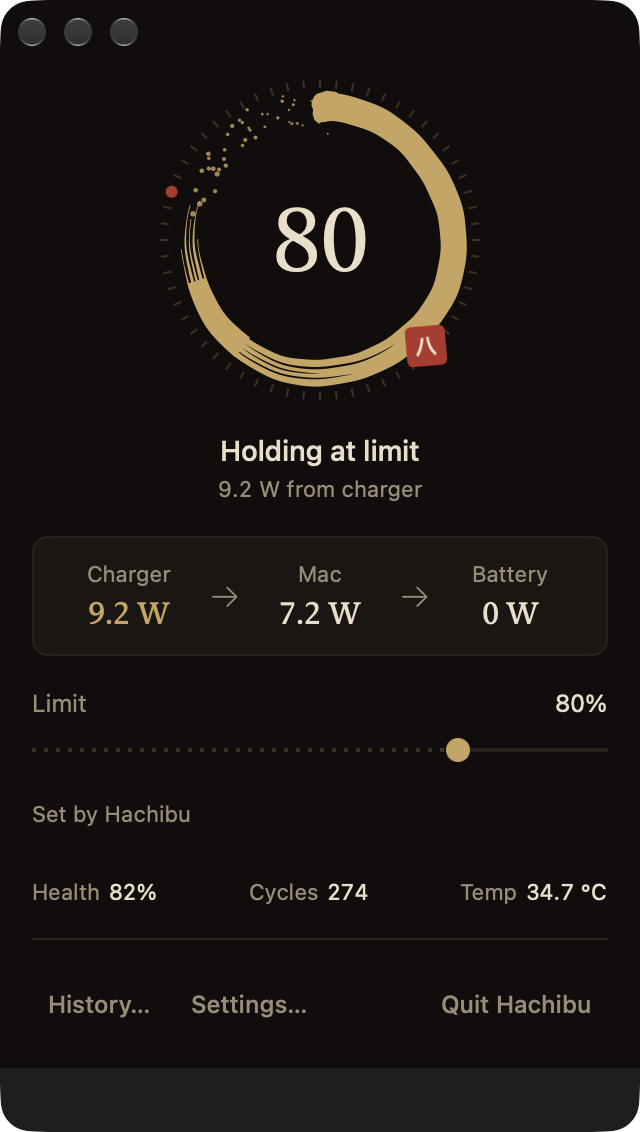 80
八
Holding at limit
9.2 W from charger
Charger → Mac → Battery
9.2 W 7.2 W 0 W
Limit 80%
Set by Hachibu
Health 82% Cycles 274 Temp 34.7 °C
History... Settings... Quit Hachibu